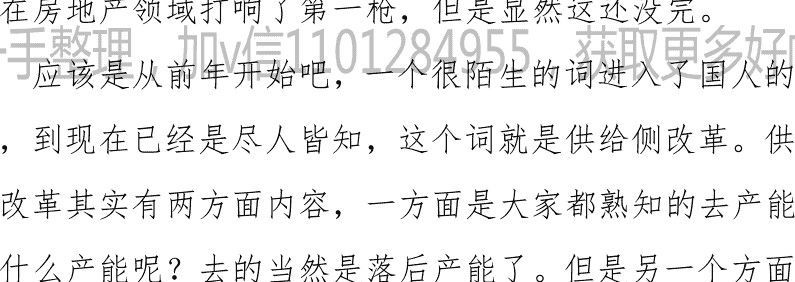 在房地产领域打响了第一枪，但是显然这还没完。
一手整理，加v信1101284955，获取更多好
应该是从前年开始吧，一个很陌生的词进入了国人的
，到现在已经是尽人皆知，这个词就是供给侧改革。供
改革其实有两方面内容，一方面是大家都熟知的去产能
什么产能呢？去的当然是落后产能了。但是另一个方面